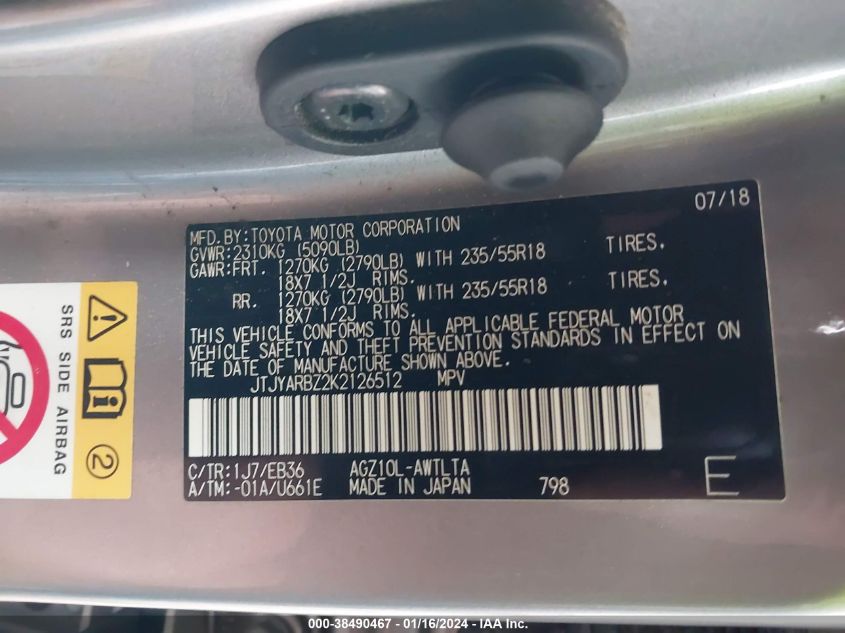 07/18
MFD.BY:TOYOTA MOTOR CORPORATION
GVWR:2310KG (5090LB)
GAWR:FRT. 1270KG (2790LB) WITH 235/55R18 TIRES,
18X7 1/2J RIMS.
RR. 1270KG (2790LB) WITH 235/55R18 TIRES,
18X7 1/2J RIMS.
THIS VEHICLE CONFORMS TO ALL APPLICABLE FEDERAL MOTOR
VEHICLE SAFETY AND THEFT PREVENTION STANDARDS IN EFFECT ON
THE DATE OF MANUFACTURE SHOWN ABOVE.
JTJYARBZ2K2126512 MPV
C/TR:1J7/EB36 AGZ10L-AWTLTA
A/TM:-01A/U661E MADE IN JAPAN 798 E
SRS SIDE AIRBAG
2
000-38490467 - 01/16/2024 - IAA Inc.